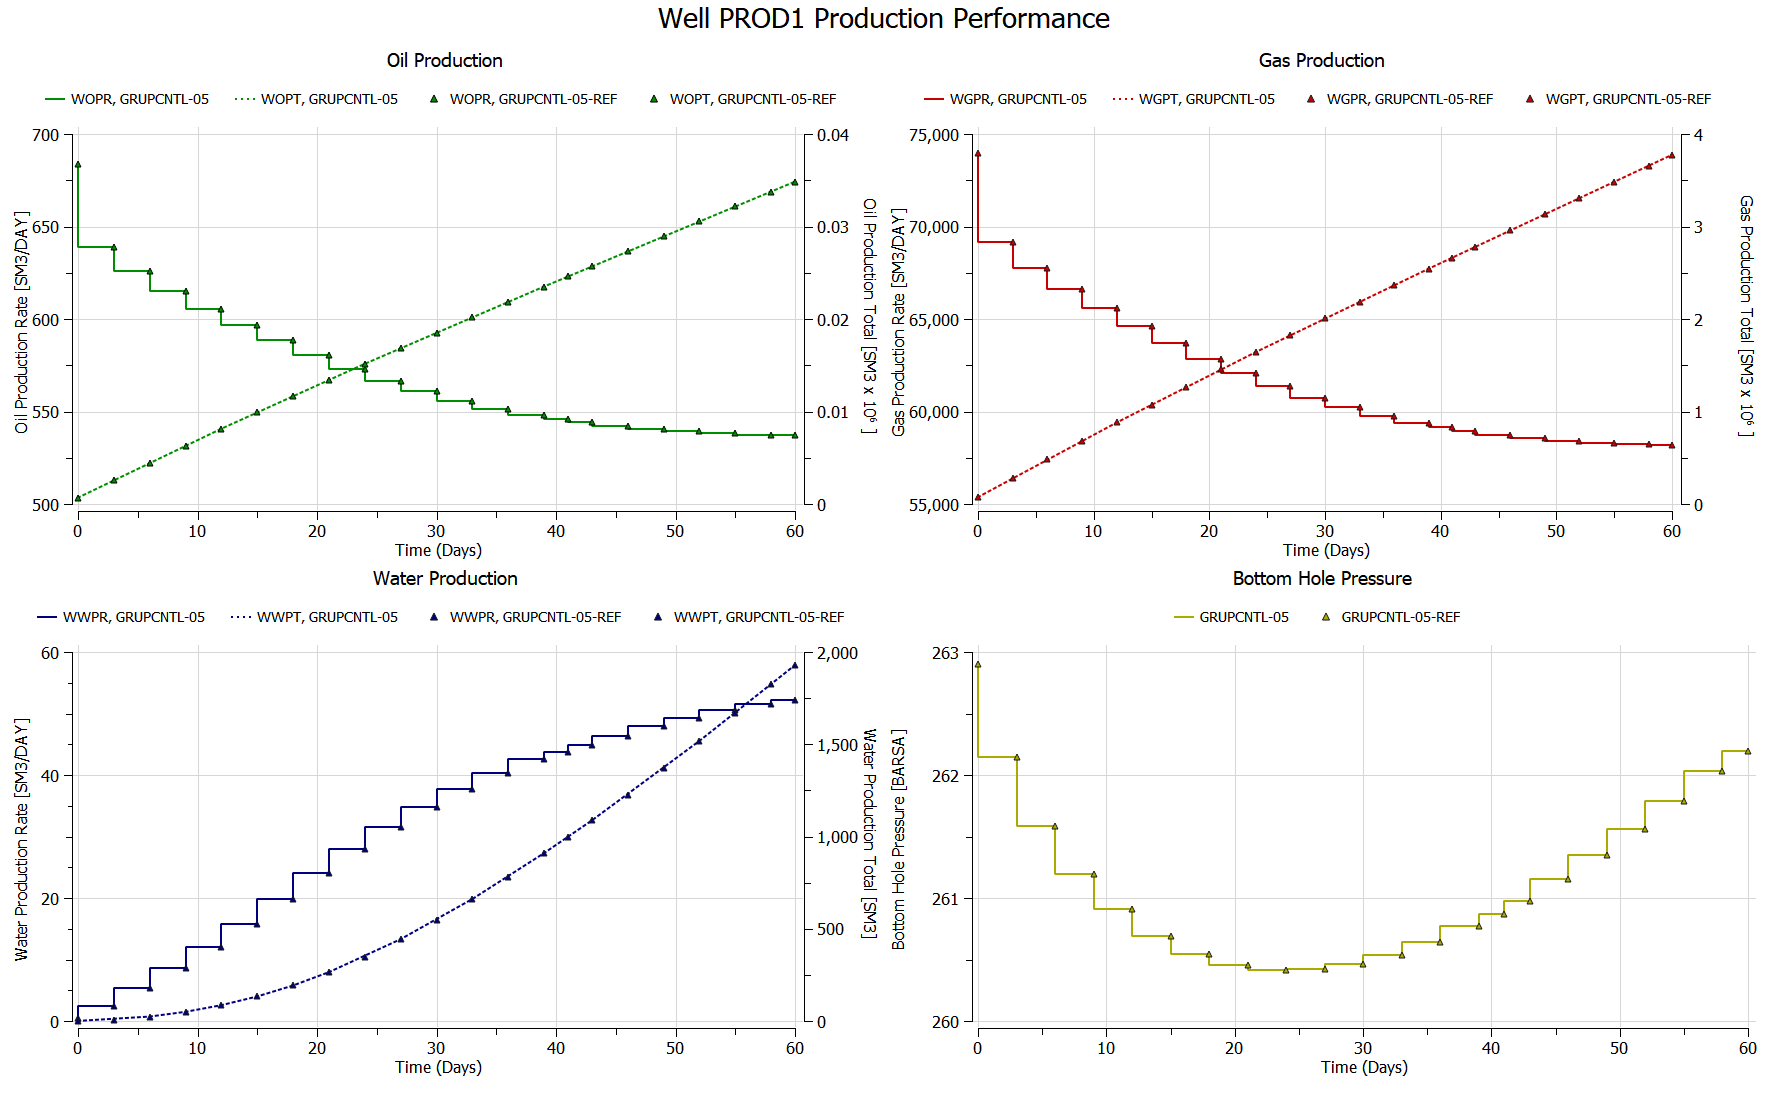 Well PROD1 Production Performance
Oil Production
WOPR, GRUPCNTL-05 WOPT, GRUPCNTL-05 WOPR, GRUPCNTL-05-REF WOPT, GRUPCNTL-05-REF
700
650
600
550
500
Oil Production Rate [SM3/DAY]
0.04
0.03
0.02
0.01
0
Oil Production Total [SM3 x 10⁶ ]
0 10 20 30 40 50 60
Time (Days)
Gas Production
WGPR, GRUPCNTL-05 WGPT, GRUPCNTL-05 WGPR, GRUPCNTL-05-REF WGPT, GRUPCNTL-05-REF
75,000
70,000
65,000
60,000
55,000
Gas Production Rate [SM3/DAY]
4
3
2
1
0
Gas Production Total [SM3 x 10⁶ ]
0 10 20 30 40 50 60
Time (Days)
Water Production
WWPR, GRUPCNTL-05 WWPT, GRUPCNTL-05 WWPR, GRUPCNTL-05-REF WWPT, GRUPCNTL-05-REF
60
40
20
0
Water Production Rate [SM3/DAY]
2,000
1,500
1,000
500
0
Water Production Total [SM3]
0 10 20 30 40 50 60
Time (Days)
Bottom Hole Pressure
GRUPCNTL-05 GRUPCNTL-05-REF
263
262
261
260
Bottom Hole Pressure [BARSA]
0 10 20 30 40 50 60
Time (Days)